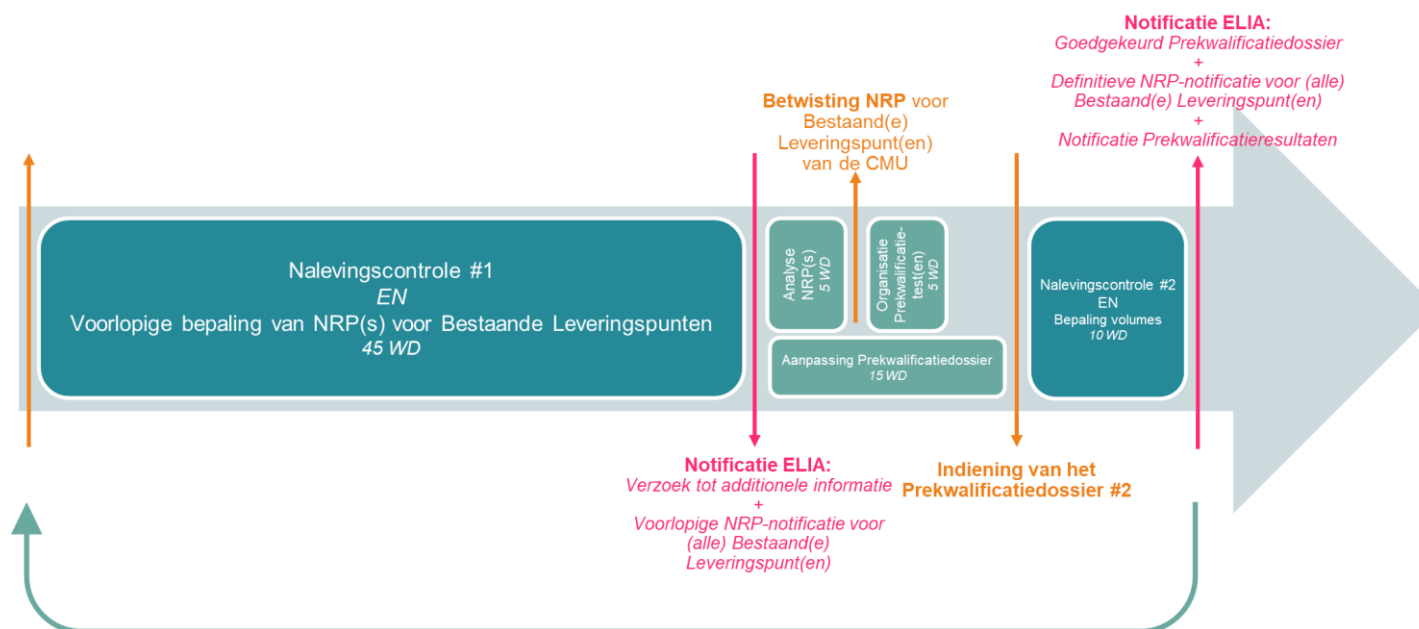 Notificatie ELIA:
Goedgekeurd Prekwalificatiedossier
+
Definitieve NRP-notificatie voor (alle)
Bestaand(e) Leveringspunt(en)
+
Notificatie Prekwalificatieresultaten
Betwisting NRP voor
Bestaand(e)
Leveringspunt(en)
van de CMU
Nalevingscontrole #1
EN
Voorlopige bepaling van NRP(s) voor Bestaande Leveringspunten
45 WD
Analyse
NRP(s)
5 WD
Organisatie
Prekwalificatie-
test(en)
5 WD
Aanpassing Prekwalificatiedossier
15 WD
Nalevingscontrole #2
EN
Bepaling volumes
10 WD
Notificatie ELIA:
Verzoek tot additionele informatie
+
Voorlopige NRP-notificatie voor
(alle) Bestaand(e)
Leveringspunt(en)
Indiening van het
Prekwalificatiedossier #2